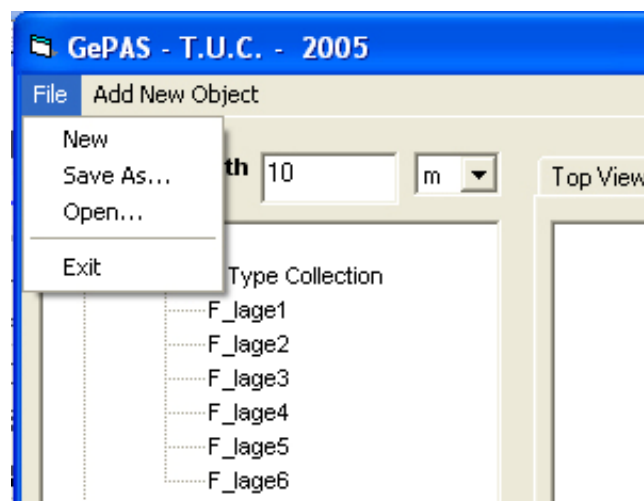 GePAS - T.U.C. - 2005
File Add New Object
New
Save As...
Open...
Exit
th 10 m Top View
Type Collection
F_lage1
F_lage2
F_lage3
F_lage4
F_lage5
F_lage6